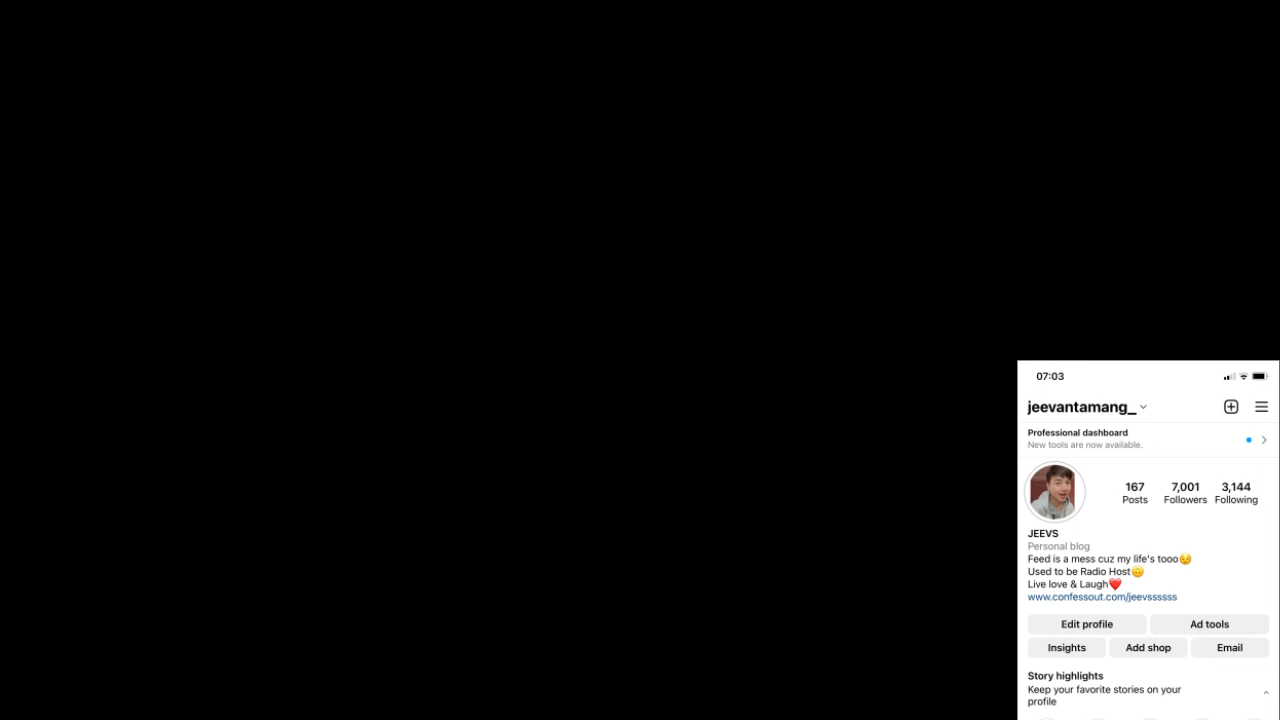 07:03
jeevantamang_
Professional dashboard
New tools are now available.
167 7,001 3,144
Posts Followers Following
JEEVS
Personal blog
Feed is a mess cuz my life's tooo😔
Used to be Radio Host🙃
Live love & Laugh❤️
www.confessout.com/jeevssssss
Edit profile Ad tools
Insights Add shop Email
Story highlights
Keep your favorite stories on your
profile